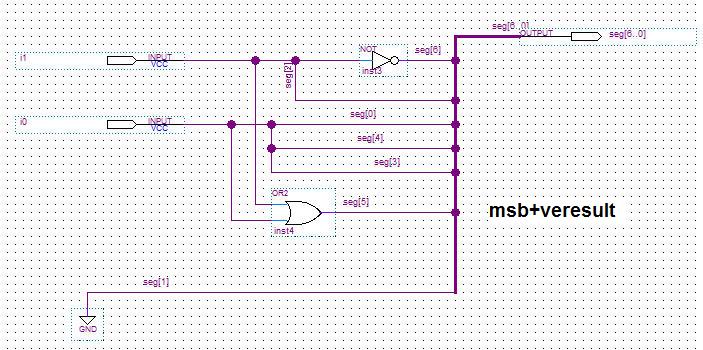 seg[6..0]
OUTPUT
seg[6..0]
i1
INPUT
VCC
NOT
seg[6]
inst3
seg[2]
i0
INPUT
VCC
seg[0]
seg[4]
seg[3]
OR2
seg[5]
inst4
msb+veresult
seg[1]
GND